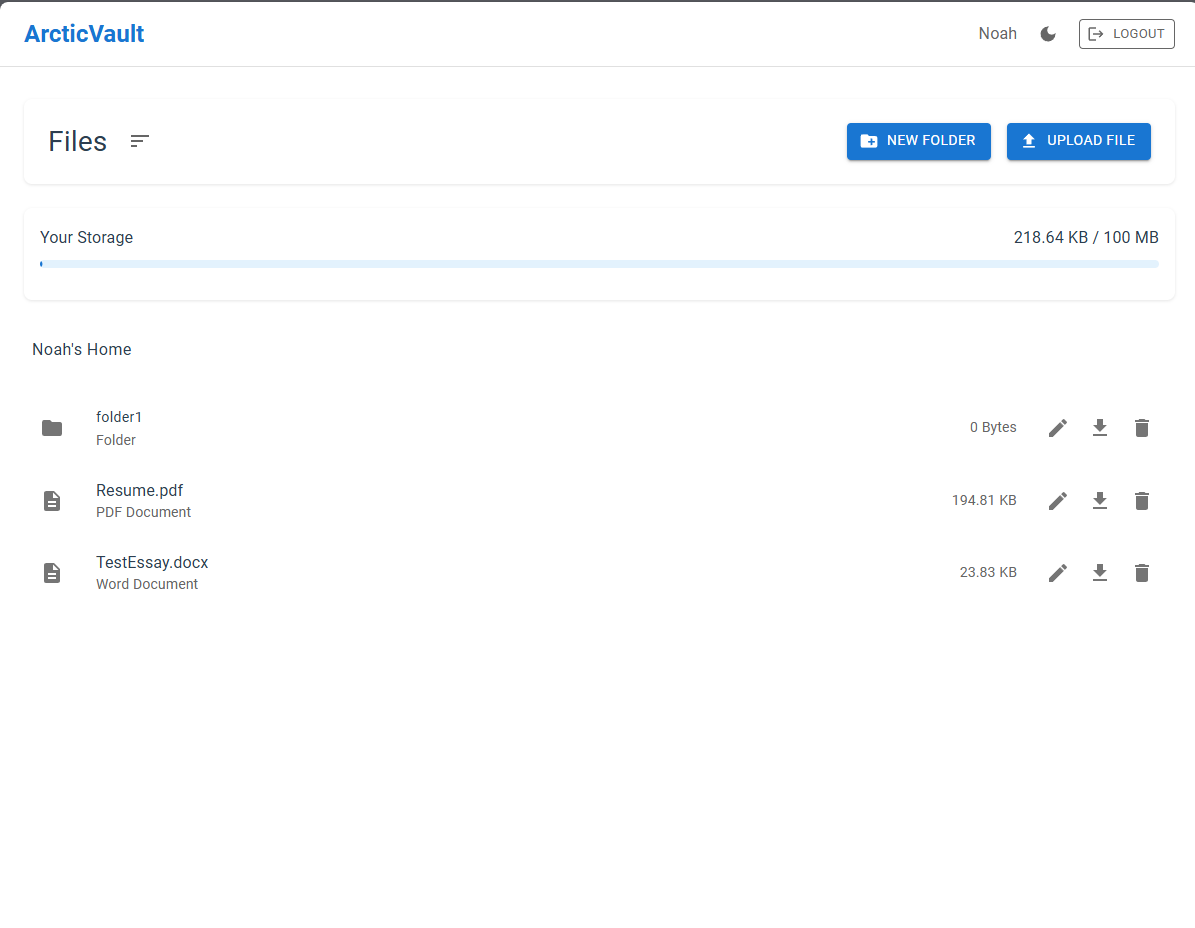 ArcticVault
Noah
LOGOUT
Files
NEW FOLDER
UPLOAD FILE
Your Storage
218.64 KB / 100 MB
Noah's Home
folder1
Folder
0 Bytes
Resume.pdf
PDF Document
194.81 KB
TestEssay.docx
Word Document
23.83 KB